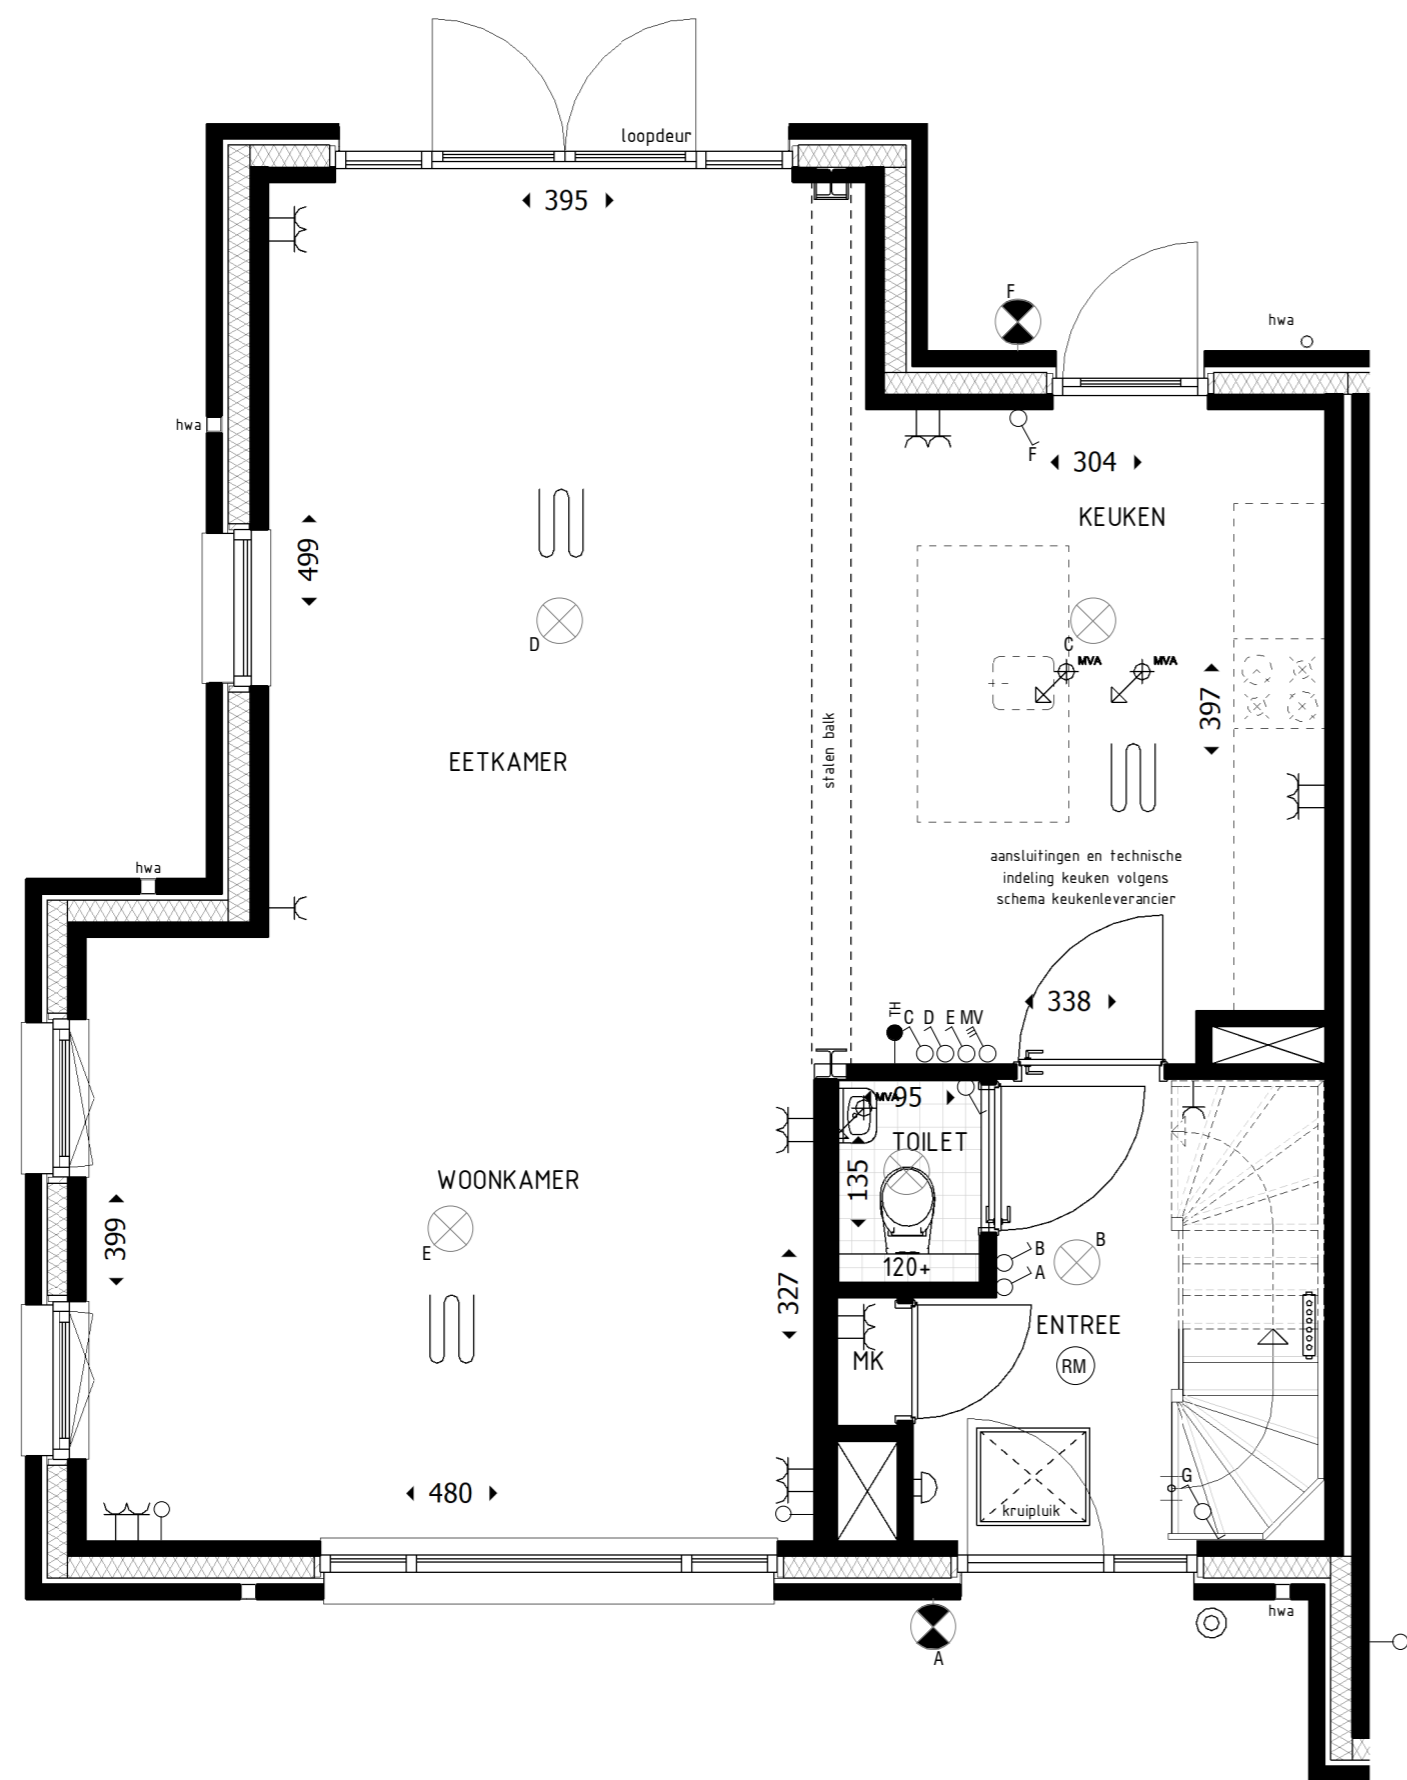 loopdeur
395
F
hwa
hwa
F
304
KEUKEN
499
D
C
MVA
MVA
397
stalen balk
EETKAMER
aansluitingen en technische
indeling keuken volgens
schema keukenleverancier
hwa
338
TH
C D E MV
MVA
95
TOILET
135
WOONKAMER
E
399
B
B
A
120+
327
ENTREE
MK
RM
G
480
kruipluik
hwa
A